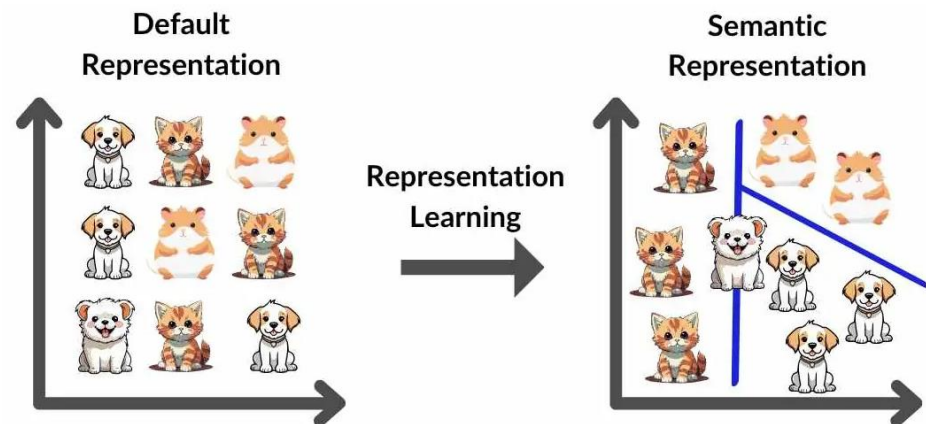 Default
Representation
Representation
Learning
Semantic
Representation